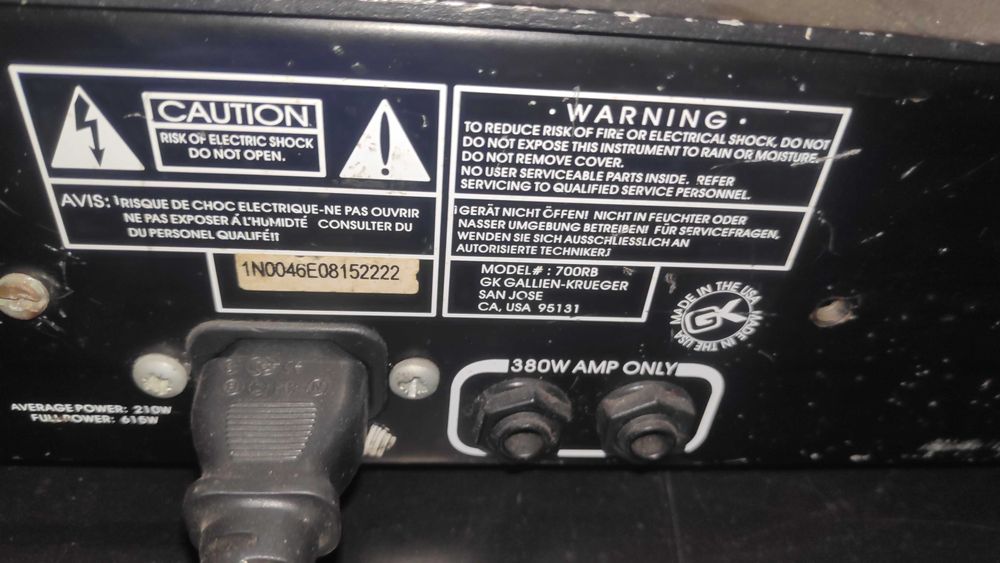 CAUTION
RISK OF ELECTRIC SHOCK
DO NOT OPEN.
AVIS: RISQUE DE CHOC ELECTRIQUE-NE PAS OUVRIR
NE PAS EXPOSER À L'HUMIDITÉ CONSULTER DU
DU PERSONEL QUALIFÉ!!
• WARNING •
TO REDUCE RISK OF FIRE OR ELECTRICAL SHOCK, DO NOT
DO NOT EXPOSE THIS INSTRUMENT TO RAIN OR MOISTURE.
DO NOT REMOVE COVER.
NO USER SERVICEABLE PARTS INSIDE. REFER
SERVICING TO QUALIFIED SERVICE PERSONNEL.
¡GERÄT NICHT ÖFFEN! NICHT IN FEUCHTER ODER
NASSER UMGEBUNG BETREIBEN! FÜR SERVICEFRAGEN,
WENDEN SIE SICH AUSSCHLIESSLICH AN
AUTORISIERTE TECHNIKER¡
1N0046E08152222
MODEL# : 700RB
GK GALLIEN-KRUEGER
SAN JOSE
CA, USA 95131
MADE IN THE USA MADE IN THE USA
GK
380W AMP ONLY
AVERAGE POWER: 210W
FULL POWER: 615W